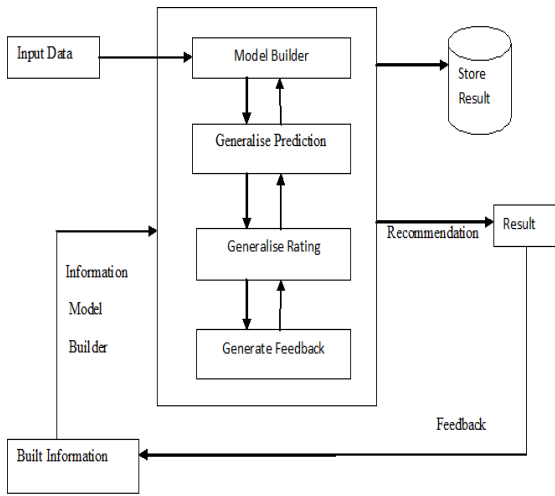 Input Data
Model Builder
Store
Result
Generalise Prediction
Generalise Rating
Recommendation
Result
Information
Model
Builder
Generate Feedback
Feedback
Built Information